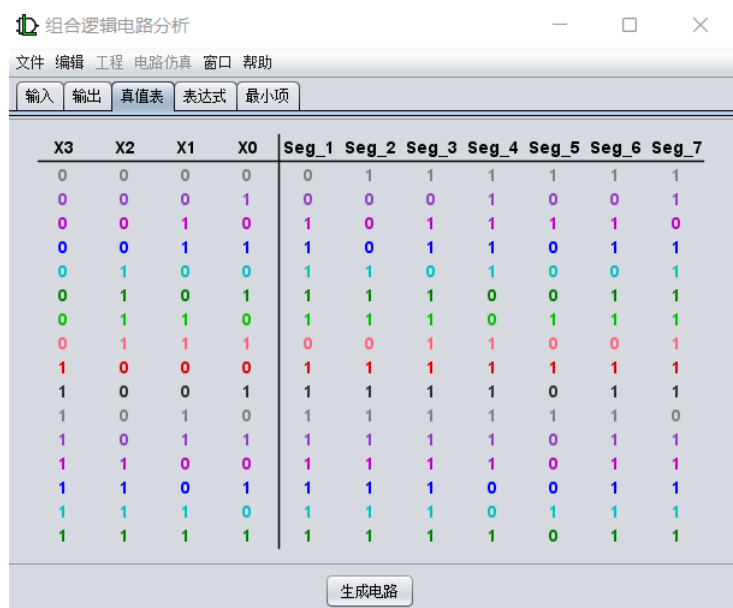 组合逻辑电路分析
文件 编辑 工程 电路仿真 窗口 帮助
输入 输出 真值表 表达式 最小项
X3 X2 X1 X0 Seg_1 Seg_2 Seg_3 Seg_4 Seg_5 Seg_6 Seg_7
0 0 0 0 0 1 1 1 1 1 1
0 0 0 1 0 0 0 1 0 0 1
0 0 1 0 1 0 1 1 1 1 0
0 0 1 1 1 0 1 1 0 1 1
0 1 0 0 1 1 0 1 0 0 1
0 1 0 1 1 1 1 0 0 1 1
0 1 1 0 1 1 1 0 1 1 1
0 1 1 1 0 0 1 1 0 0 1
1 0 0 0 1 1 1 1 1 1 1
1 0 0 1 1 1 1 1 0 1 1
1 0 1 0 1 1 1 1 1 1 0
1 0 1 1 1 1 1 1 0 1 1
1 1 0 0 1 1 1 1 0 1 1
1 1 0 1 1 1 1 0 0 1 1
1 1 1 0 1 1 1 0 1 1 1
1 1 1 1 1 1 1 1 0 1 1
生成电路